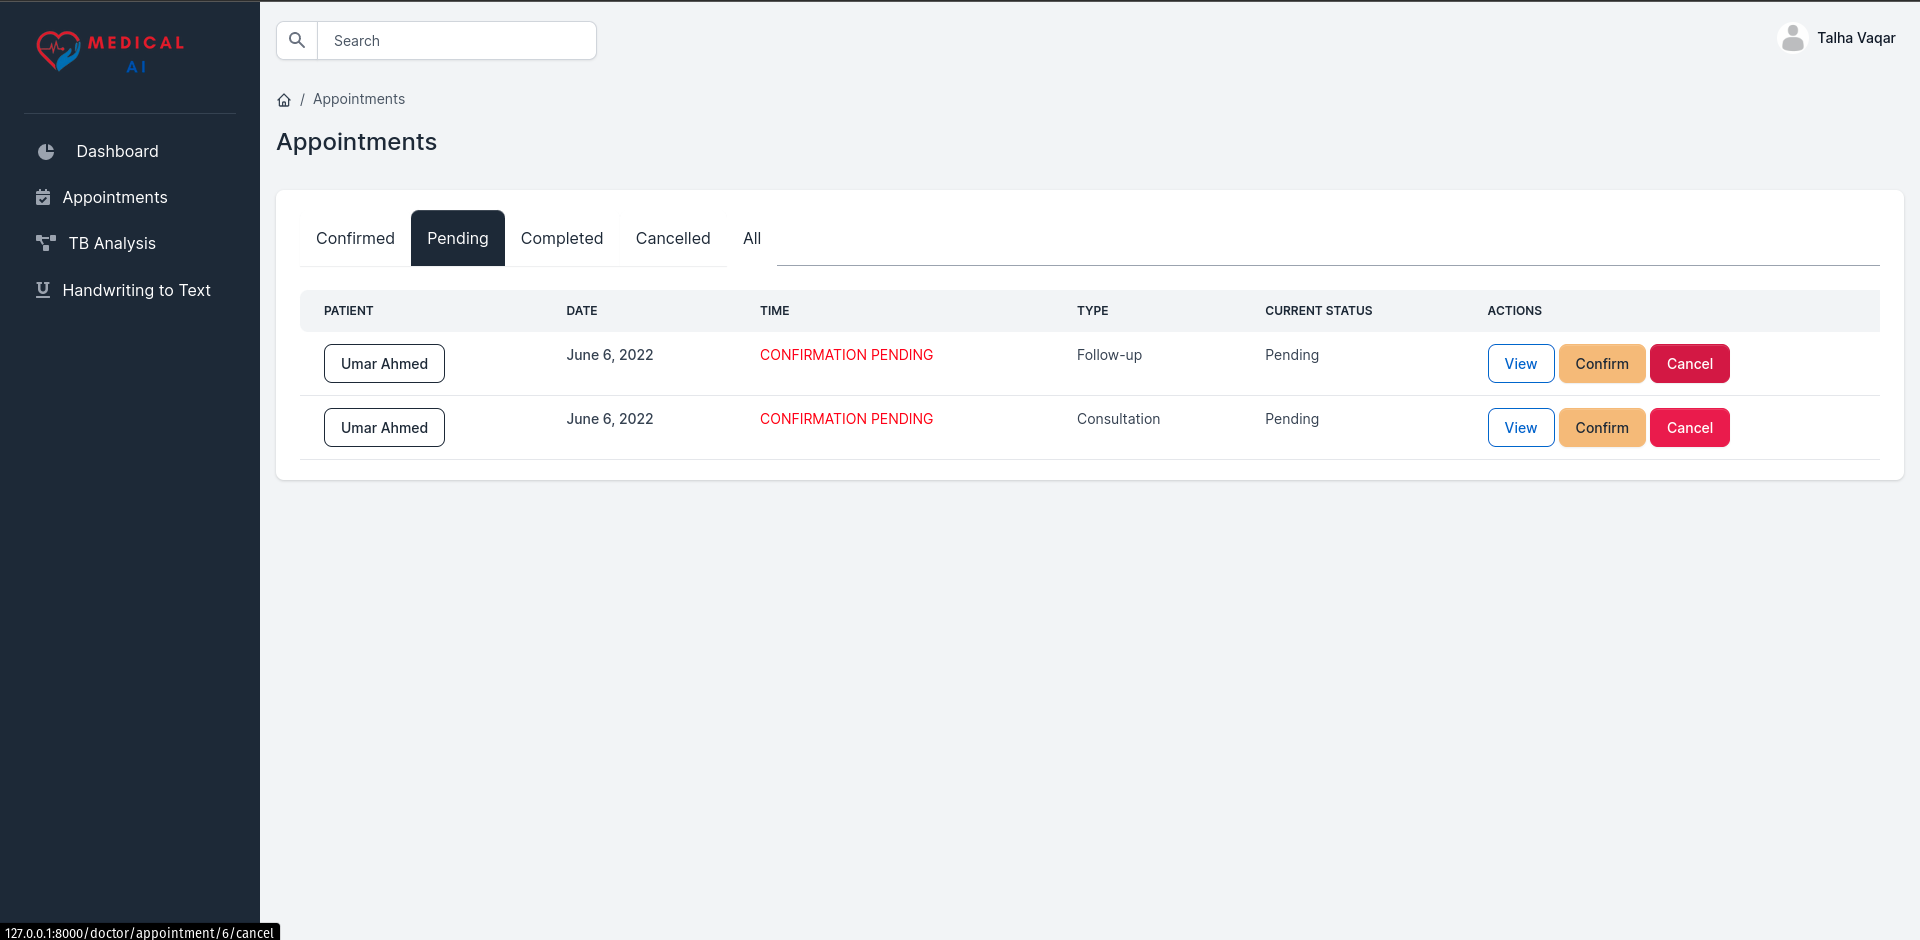 MEDICAL
AI
Search
Talha Vaqar
/ Appointments
Appointments
Dashboard
Appointments
TB Analysis
Handwriting to Text
Confirmed Pending Completed Cancelled All
PATIENT DATE TIME TYPE CURRENT STATUS ACTIONS
Umar Ahmed June 6, 2022 CONFIRMATION PENDING Follow-up Pending View Confirm Cancel
Umar Ahmed June 6, 2022 CONFIRMATION PENDING Consultation Pending View Confirm Cancel
127.0.0.1:8000/doctor/appointment/6/cancel